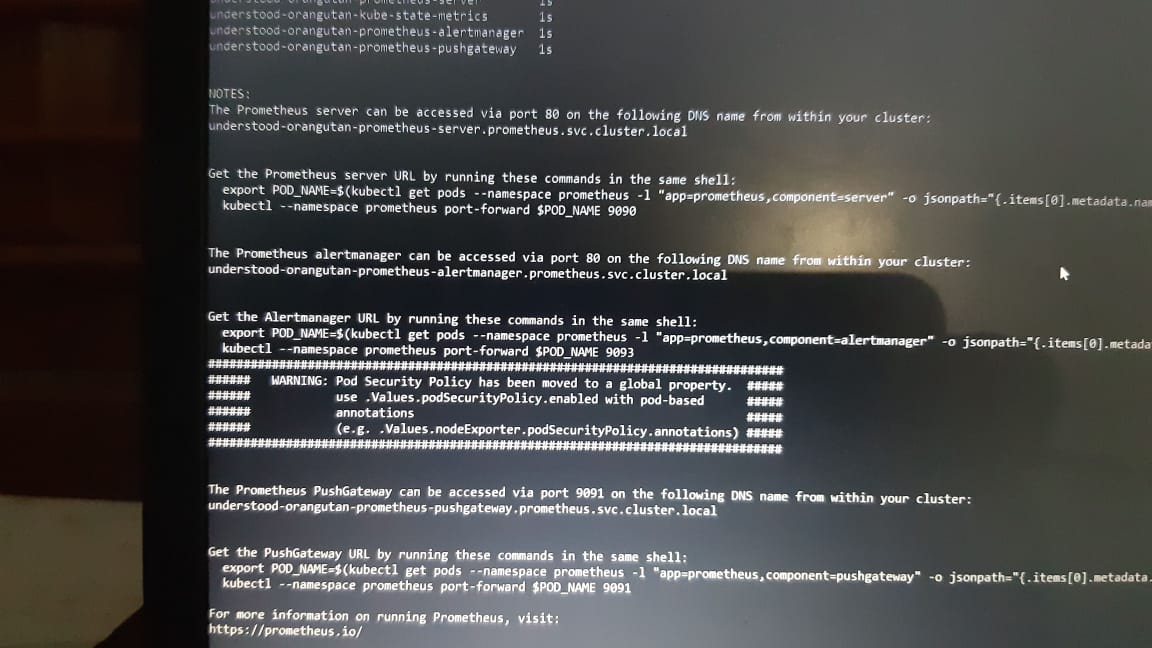 understood-orangutan-prometheus-server 1s
understood-orangutan-kube-state-metrics 1s
understood-orangutan-prometheus-alertmanager 1s
understood-orangutan-prometheus-pushgateway 1s
NOTES:
The Prometheus server can be accessed via port 80 on the following DNS name from within your cluster:
understood-orangutan-prometheus-server.prometheus.svc.cluster.local
Get the Prometheus server URL by running these commands in the same shell:
export POD_NAME=$(kubectl get pods --namespace prometheus -l "app=prometheus,component=server" -o jsonpath="{.items[0].metadata.nam
kubectl --namespace prometheus port-forward $POD_NAME 9090
The Prometheus alertmanager can be accessed via port 80 on the following DNS name from within your cluster:
understood-orangutan-prometheus-alertmanager.prometheus.svc.cluster.local
Get the Alertmanager URL by running these commands in the same shell:
export POD_NAME=$(kubectl get pods --namespace prometheus -l "app=prometheus,component=alertmanager" -o jsonpath="{.items[0].metada
kubectl --namespace prometheus port-forward $POD_NAME 9093
#################################################################################
###### WARNING: Pod Security Policy has been moved to a global property. #####
###### use .Values.podSecurityPolicy.enabled with pod-based #####
###### annotations #####
###### (e.g. .Values.nodeExporter.podSecurityPolicy.annotations) #####
#################################################################################
The Prometheus PushGateway can be accessed via port 9091 on the following DNS name from within your cluster:
understood-orangutan-prometheus-pushgateway.prometheus.svc.cluster.local
Get the PushGateway URL by running these commands in the same shell:
export POD_NAME=$(kubectl get pods --namespace prometheus -l "app=prometheus,component=pushgateway" -o jsonpath="{.items[0].metadata.
kubectl --namespace prometheus port-forward $POD_NAME 9091
For more information on running Prometheus, visit:
https://prometheus.io/